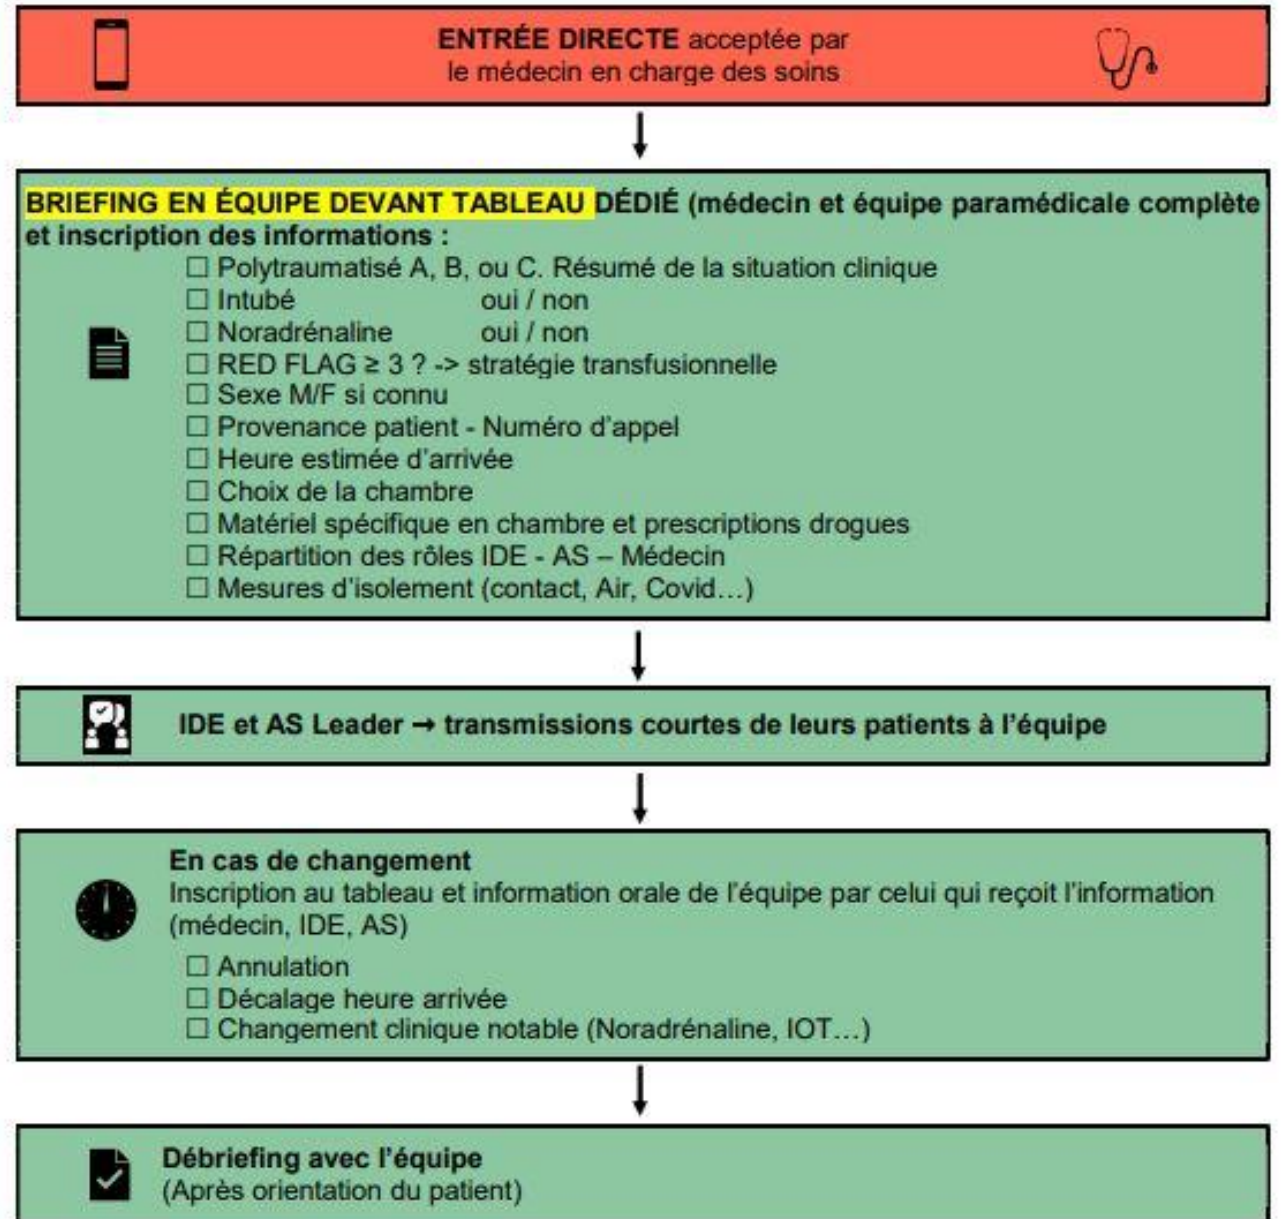 ENTRÉE DIRECTE acceptée par
le médecin en charge des soins
BRIEFING EN ÉQUIPE DEVANT TABLEAU DÉDIÉ (médecin et équipe paramédicale complète
et inscription des informations :
☐ Polytraumatisé A, B, ou C. Résumé de la situation clinique
☐ Intubé oui / non
☐ Noradrénaline oui / non
☐ RED FLAG ≥ 3 ? -> stratégie transfusionnelle
☐ Sexe M/F si connu
☐ Provenance patient - Numéro d'appel
☐ Heure estimée d'arrivée
☐ Choix de la chambre
☐ Matériel spécifique en chambre et prescriptions drogues
☐ Répartition des rôles IDE - AS – Médecin
☐ Mesures d'isolement (contact, Air, Covid…)
IDE et AS Leader → transmissions courtes de leurs patients à l'équipe
En cas de changement
Inscription au tableau et information orale de l'équipe par celui qui reçoit l'information
(médecin, IDE, AS)
☐ Annulation
☐ Décalage heure arrivée
☐ Changement clinique notable (Noradrénaline, IOT…)
Débriefing avec l'équipe
(Après orientation du patient)